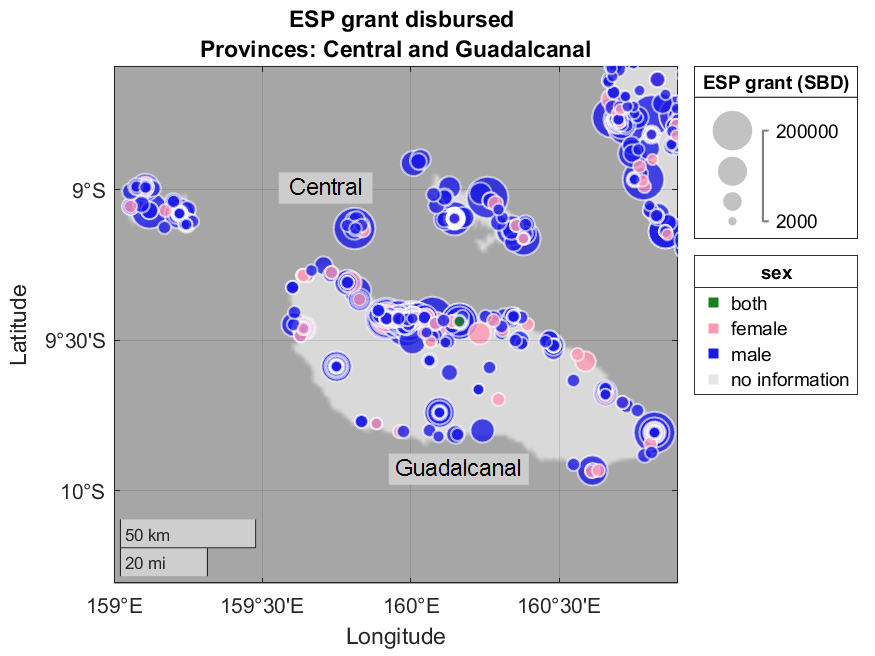 ESP grant disbursed
Provinces: Central and Guadalcanal
ESP grant (SBD)
200000
2000
sex
both
female
male
no information
Central
Guadalcanal
9°S
9°30'S
10°S
Latitude
50 km
20 mi
159°E
159°30'E
160°E
160°30'E
Longitude